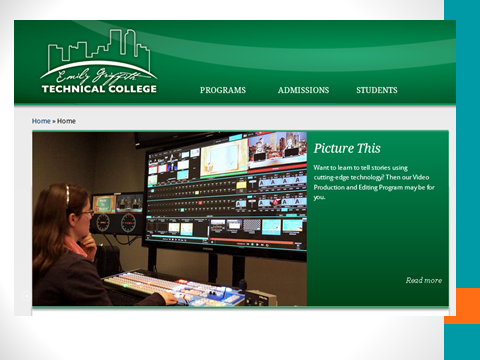 Emily Griffith
TECHNICAL COLLEGE
PROGRAMS ADMISSIONS STUDENTS
Home » Home
Picture This
Want to learn to tell stories using
cutting-edge technology? Then our Video
Production and Editing Program may be for
you.
Read more